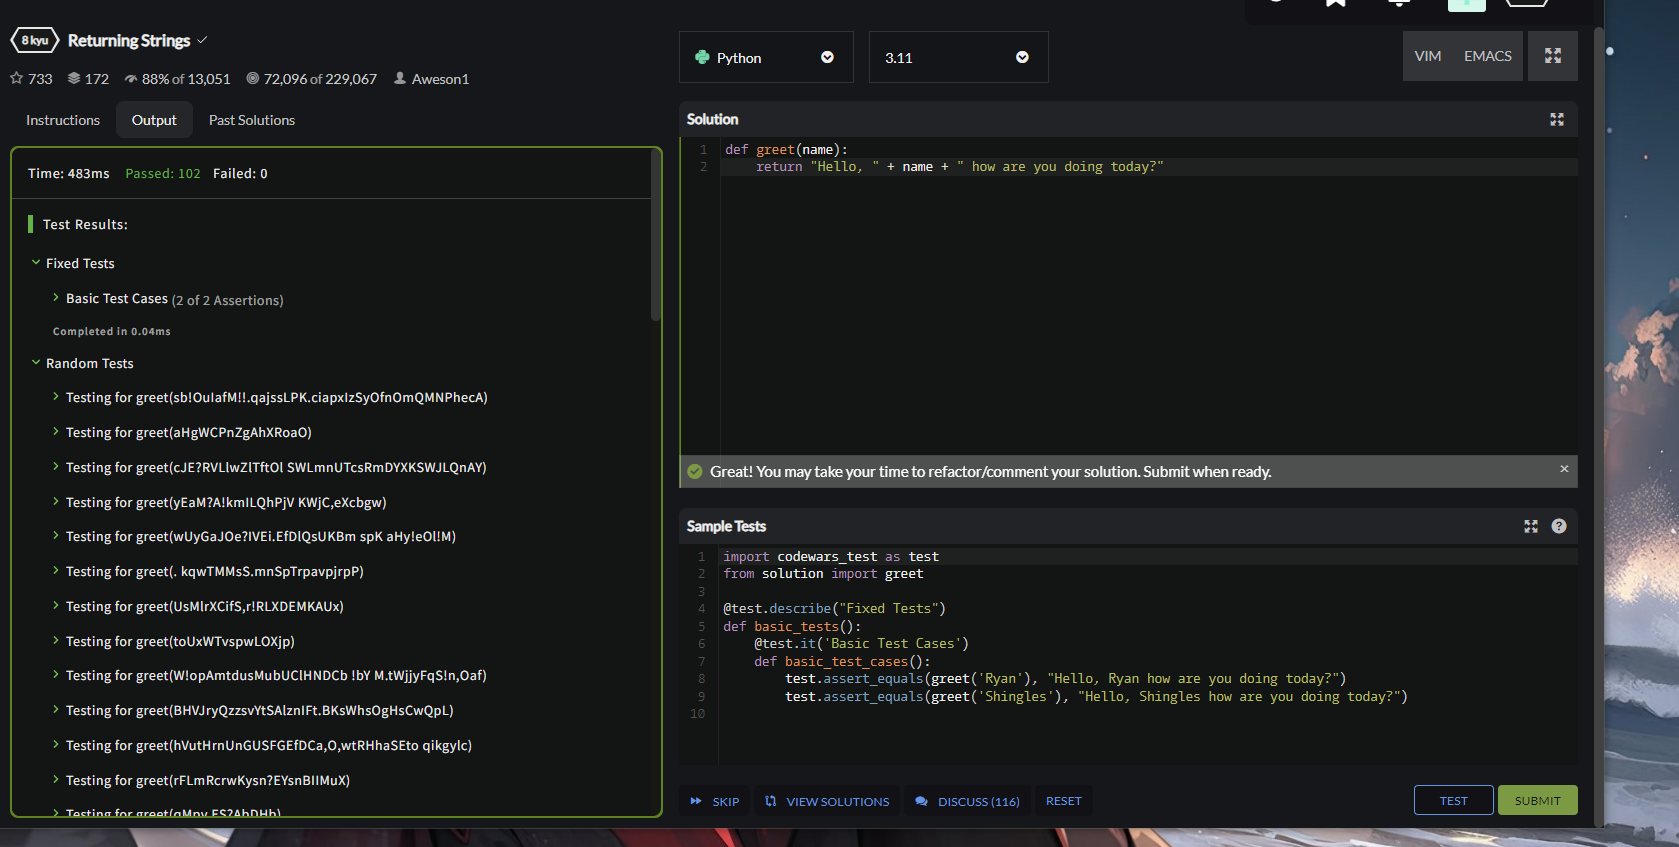 8 kyu Returning Strings
733 172 88% of 13,051 72,096 of 229,067 Aweson1
Instructions Output Past Solutions
Time: 483ms Passed: 102 Failed: 0
Test Results:
Fixed Tests
Basic Test Cases (2 of 2 Assertions)
Completed in 0.04ms
Random Tests
Testing for greet(sb!OuIafM!!.qajssLPK.ciapxIzSyOfnOmQMNPhecA)
Testing for greet(aHgWCPnZgAhXRoaO)
Testing for greet(cJE?RVLlwZlTftOl SWLmnUTcsRmDYXKSWJLQnAY)
Testing for greet(yEaM?A!kmILQhPjV KWjC,eXcbgw)
Testing for greet(wUyGaJOe?IVEi.EfDlQsUKBm spK aHy!eOl!M)
Testing for greet(. kqwTMMsS.mnSpTrpavpjrpP)
Testing for greet(UsMlrXCifS,r!RLXDEMKAUx)
Testing for greet(toUxWTvspwLOXjp)
Testing for greet(W!opAmtdusMubUClHNDCb !bY M.tWjjyFqS!n,Oaf)
Testing for greet(BHVJryQzzsvYtSAlznIFt.BKsWhsOgHsCwQpL)
Testing for greet(hVutHrnUnGUSFGEfDCa,O,wtRHhaSEto qikgylc)
Testing for greet(rFLmRcrwKysn?EYsnBIIMuX)
Python 3.11 VIM EMACS
Solution
1 def greet(name):
2 return "Hello, " + name + " how are you doing today?"
Great! You may take your time to refactor/comment your solution. Submit when ready.
Sample Tests
1 import codewars_test as test
2 from solution import greet
3
4 @test.describe("Fixed Tests")
5 def basic_tests():
6 @test.it('Basic Test Cases')
7 def basic_test_cases():
8 test.assert_equals(greet('Ryan'), "Hello, Ryan how are you doing today?")
9 test.assert_equals(greet('Shingles'), "Hello, Shingles how are you doing today?")
10
SKIP VIEW SOLUTIONS DISCUSS (116) RESET TEST SUBMIT